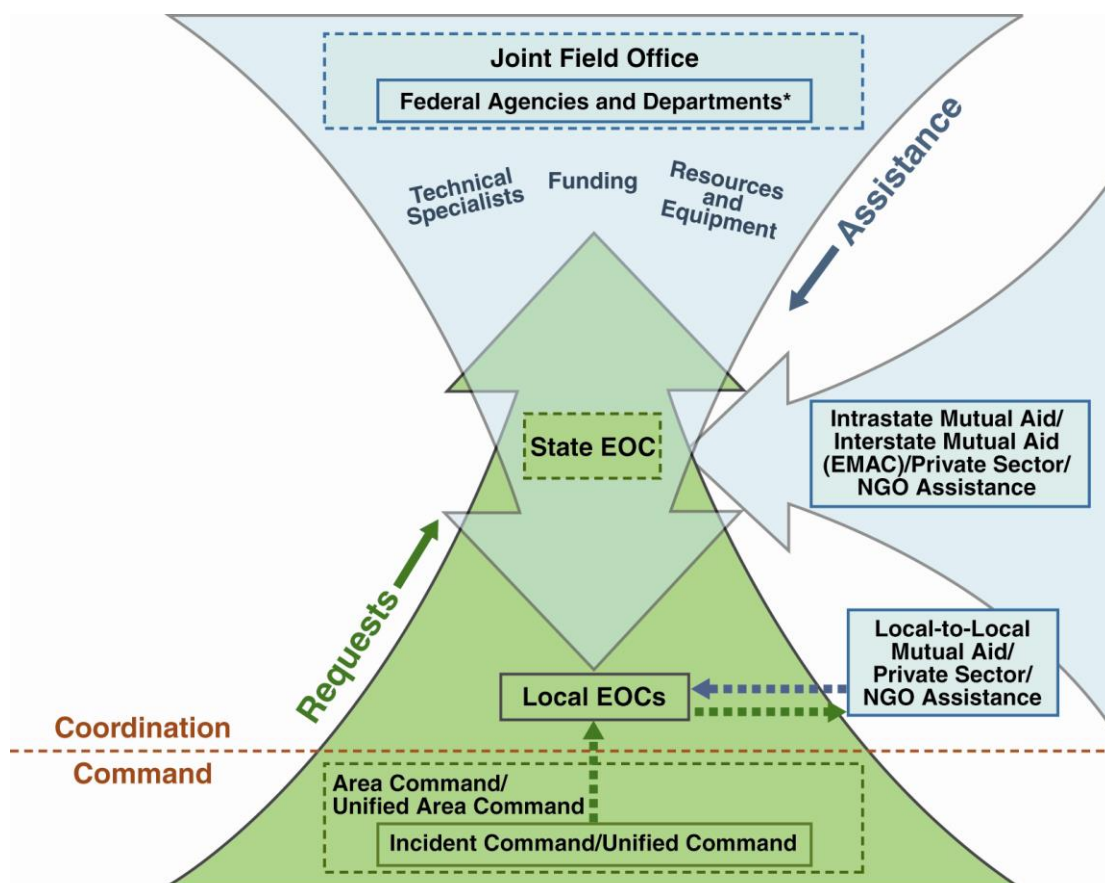 Joint Field Office
Federal Agencies and Departments*
Technical
Specialists
Funding
Resources
and
Equipment
Assistance
State EOC
Intrastate Mutual Aid/
Interstate Mutual Aid
(EMAC)/Private Sector/
NGO Assistance
Requests
Local EOCs
Local-to-Local
Mutual Aid/
Private Sector/
NGO Assistance
Coordination
Command
Area Command/
Unified Area Command
Incident Command/Unified Command